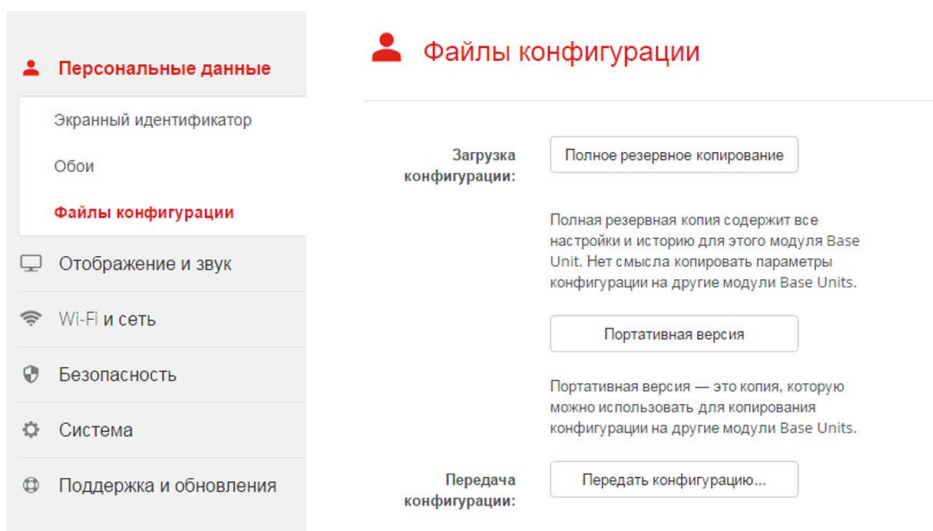 Персональные данные
Экранный идентификатор
Обои
Файлы конфигурации
Отображение и звук
Wi-Fi и сеть
Безопасность
Система
Поддержка и обновления
Файлы конфигурации
Загрузка
конфигурации:
Полное резервное копирование
Полная резервная копия содержит все
настройки и историю для этого модуля Base
Unit. Нет смысла копировать параметры
конфигурации на другие модули Base Units.
Портативная версия
Портативная версия — это копия, которую
можно использовать для копирования
конфигурации на другие модули Base Units.
Передача
конфигурации:
Передать конфигурацию...